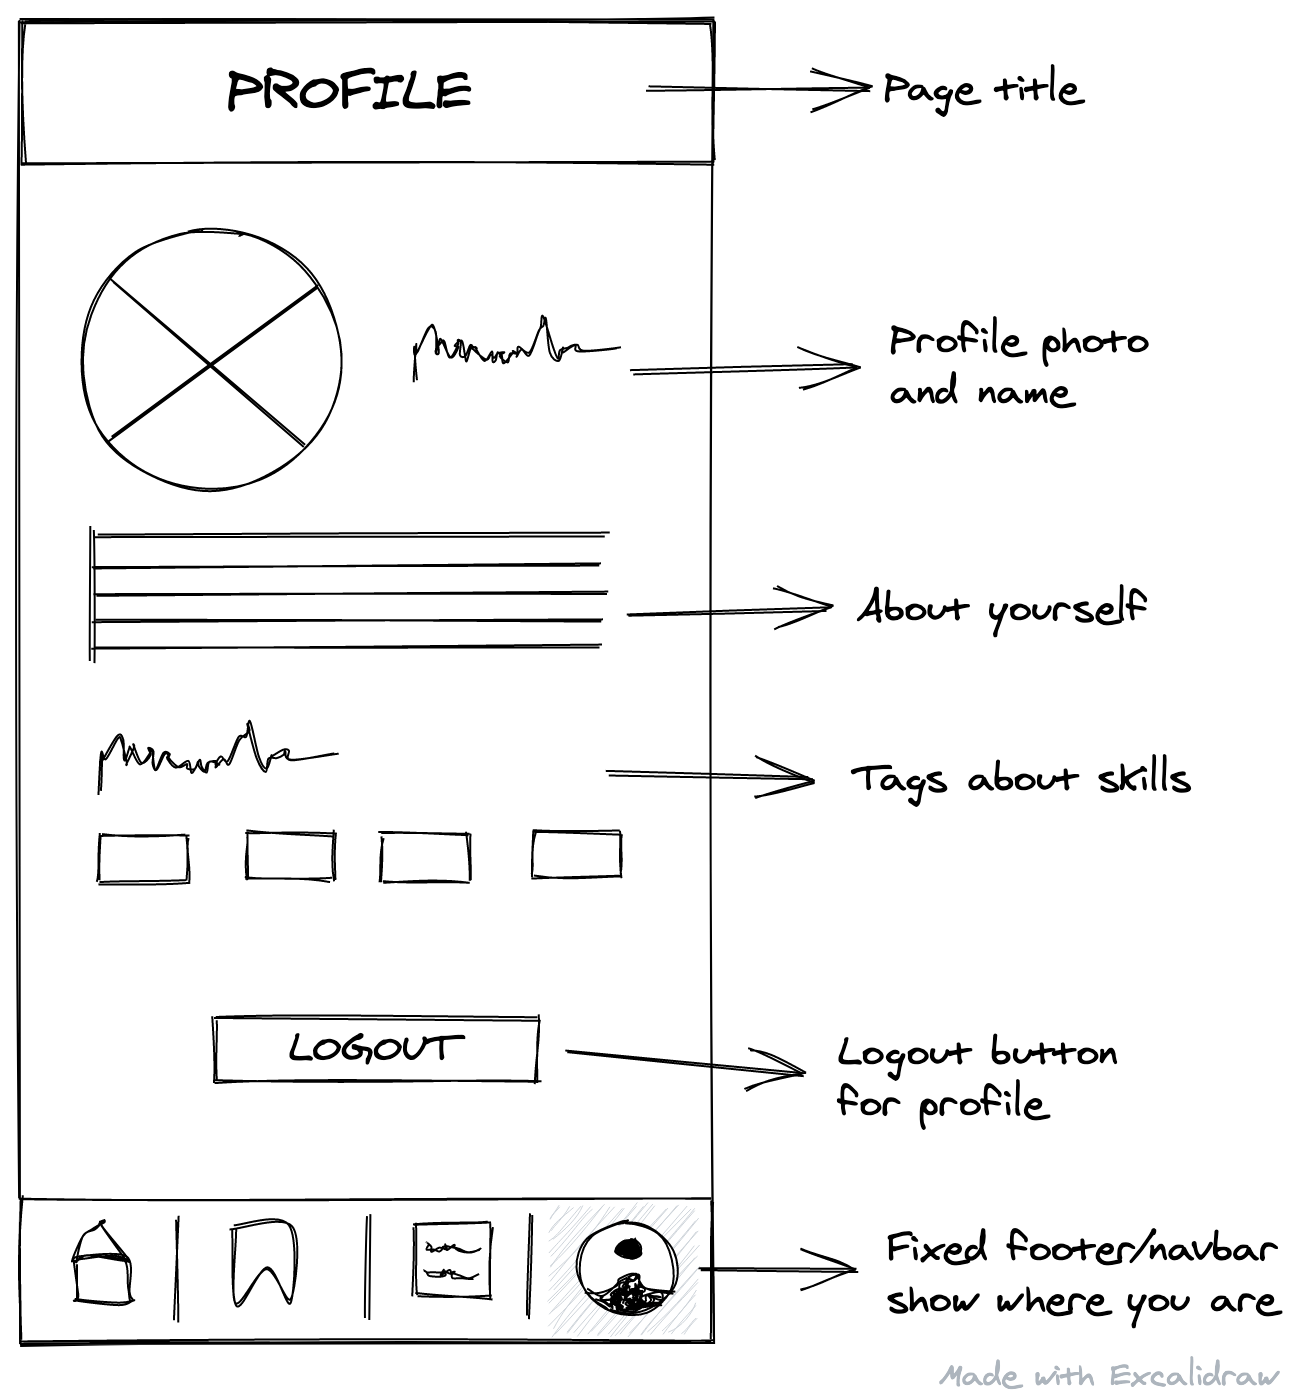 PROFILE
Page title
Profile photo
and name
About yourself
Tags about skills
LOGOUT
Logout button
for profile
Fixed footer/navbar
show where you are
Made with Excalidraw